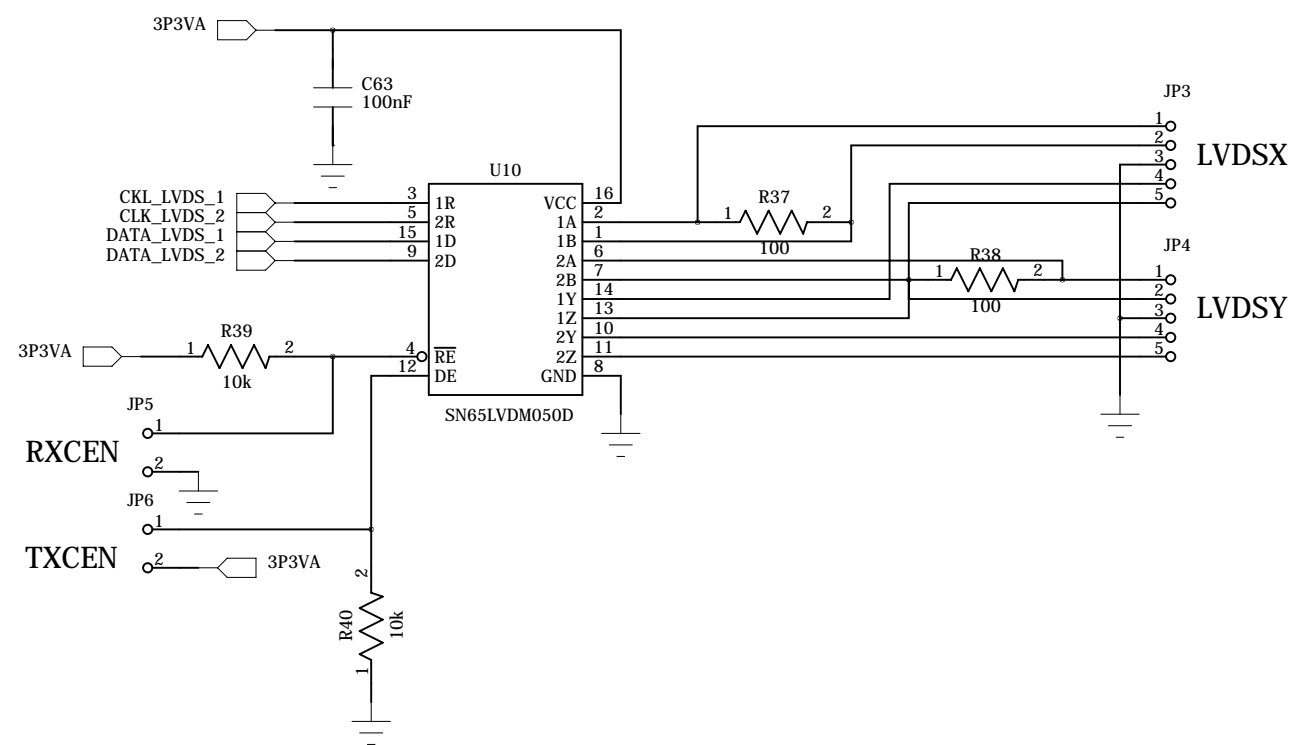 3P3VA
C63
100nF
JP3
1
2
3
4
5
LVDSX
U10
CKL_LVDS_1
CLK_LVDS_2
DATA_LVDS_1
DATA_LVDS_2
3 1R
5 2R
15 1D
9 2D
VCC 16
1A 2
1B 1
2A 6
2B 7
1Y 14
1Z 13
2Y 10
2Z 11
GND 8
R37
1 2
100
R38
1 2
100
JP4
1
2
3
4
5
LVDSY
3P3VA
R39
1 2
10k
4 RE
12 DE
SN65LVDM050D
JP5
1
RXCEN
2
JP6
1
TXCEN
2
3P3VA
2
R40
10k
1